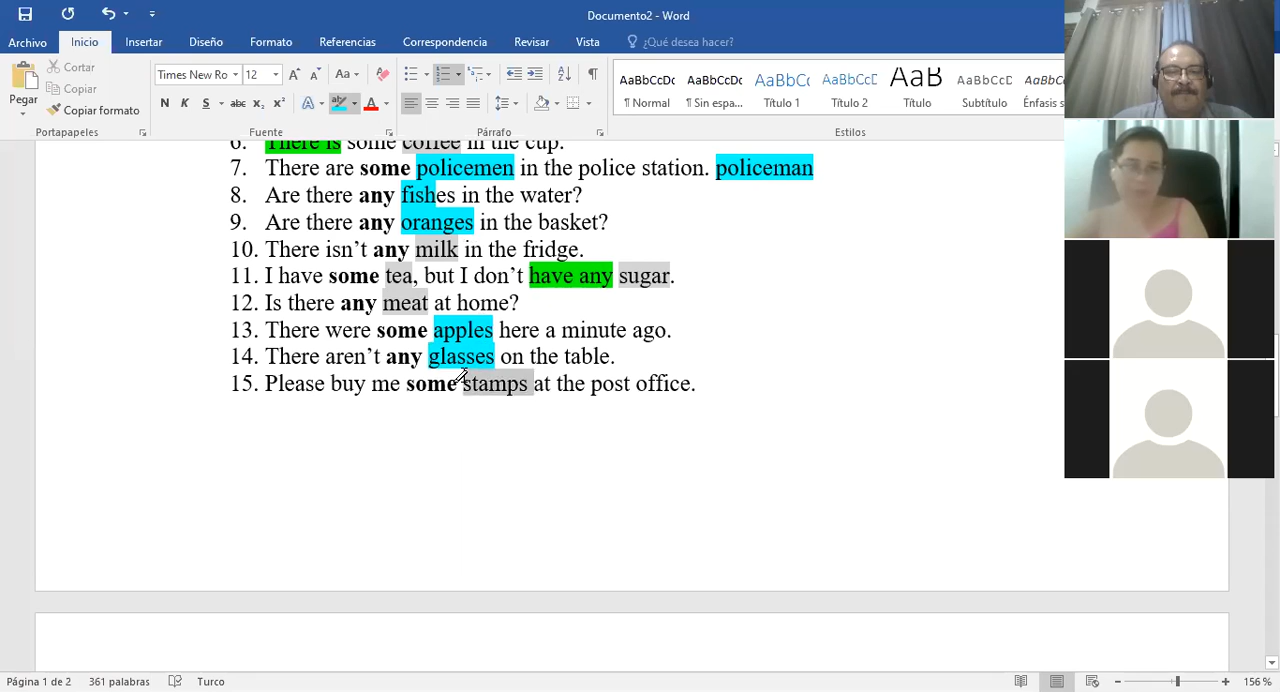 Documento2 - Word
Archivo Inicio Insertar Diseño Formato Referencias Correspondencia Revisar Vista ¿Qué desea hacer?
Pegar
Cortar
Copiar
Copiar formato
Portapapeles
Times New Ro 12
Aa
N K S abc x₂ x²
Fuente
Párrafo
AaBbCcDc AaBbCcDc AaBbC AaBbCc AaB AaBbCcD
¶ Normal ¶ Sin espa... Título 1 Título 2 Título Subtítulo Énfasis s
Estilos
6. There is some coffee in the cup.
7. There are some policemen in the police station. policeman
8. Are there any fishes in the water?
9. Are there any oranges in the basket?
10. There isn't any milk in the fridge.
11. I have some tea, but I don't have any sugar.
12. Is there any meat at home?
13. There were some apples here a minute ago.
14. There aren't any glasses on the table.
15. Please buy me some stamps at the post office.
Página 1 de 2 361 palabras Turco 156 %